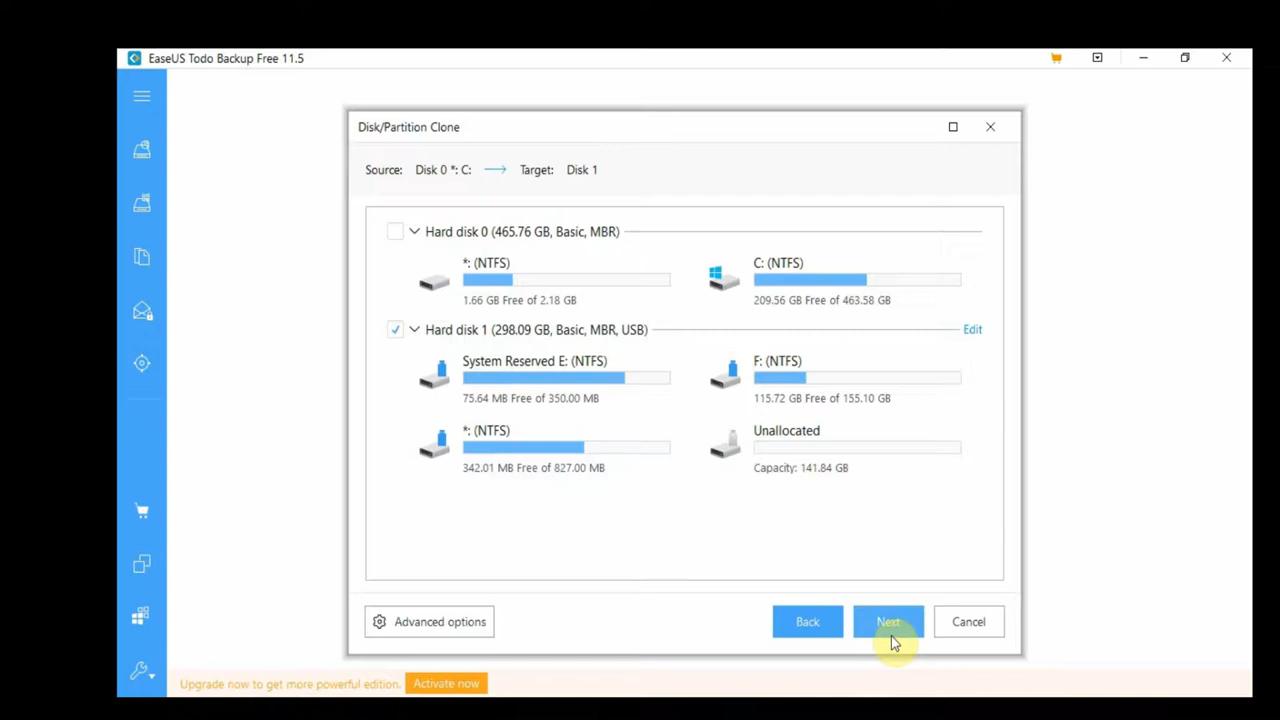 EaseUS Todo Backup Free 11.5
Disk/Partition Clone
Source: Disk 0 *: C: Target: Disk 1
Hard disk 0 (465.76 GB, Basic, MBR)
*: (NTFS)
1.66 GB Free of 2.18 GB
C: (NTFS)
209.56 GB Free of 463.58 GB
Hard disk 1 (298.09 GB, Basic, MBR, USB)
Edit
System Reserved E: (NTFS)
75.64 MB Free of 350.00 MB
F: (NTFS)
115.72 GB Free of 155.10 GB
*: (NTFS)
342.01 MB Free of 827.00 MB
Unallocated
Capacity: 141.84 GB
Advanced options
Back
Next
Cancel
Upgrade now to get more powerful edition.
Activate now